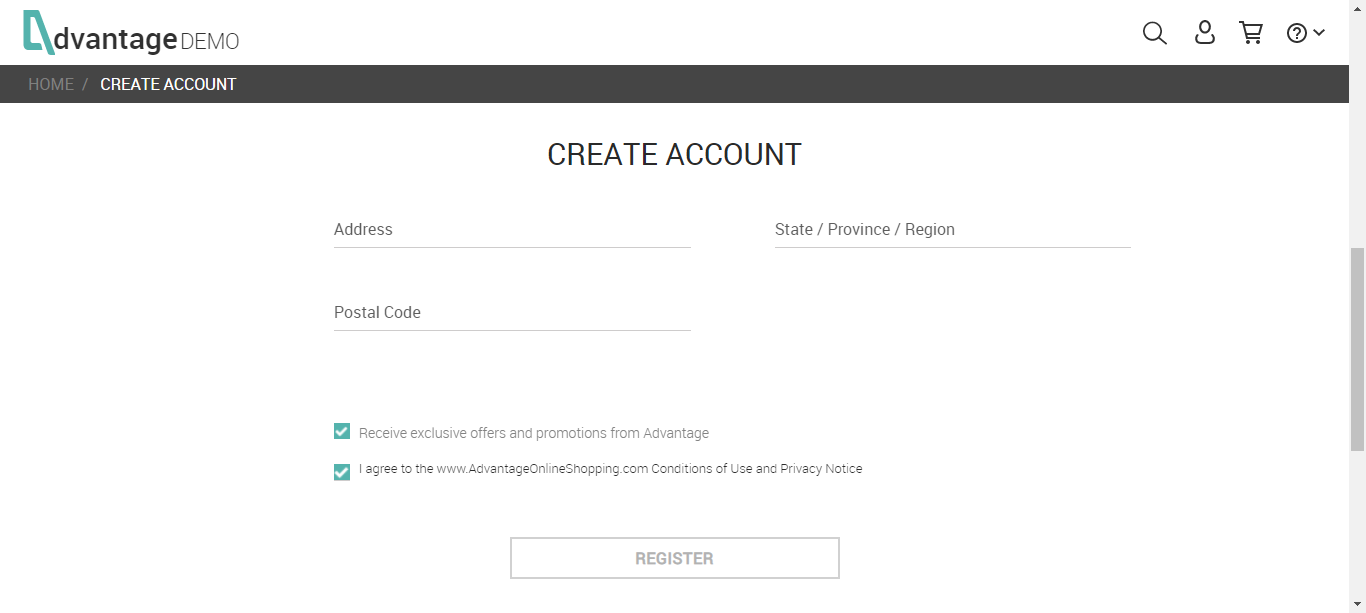 dvantage DEMO
HOME / CREATE ACCOUNT
CREATE ACCOUNT
Address
State / Province / Region
Postal Code
Receive exclusive offers and promotions from Advantage
I agree to the www.AdvantageOnlineShopping.com Conditions of Use and Privacy Notice
REGISTER